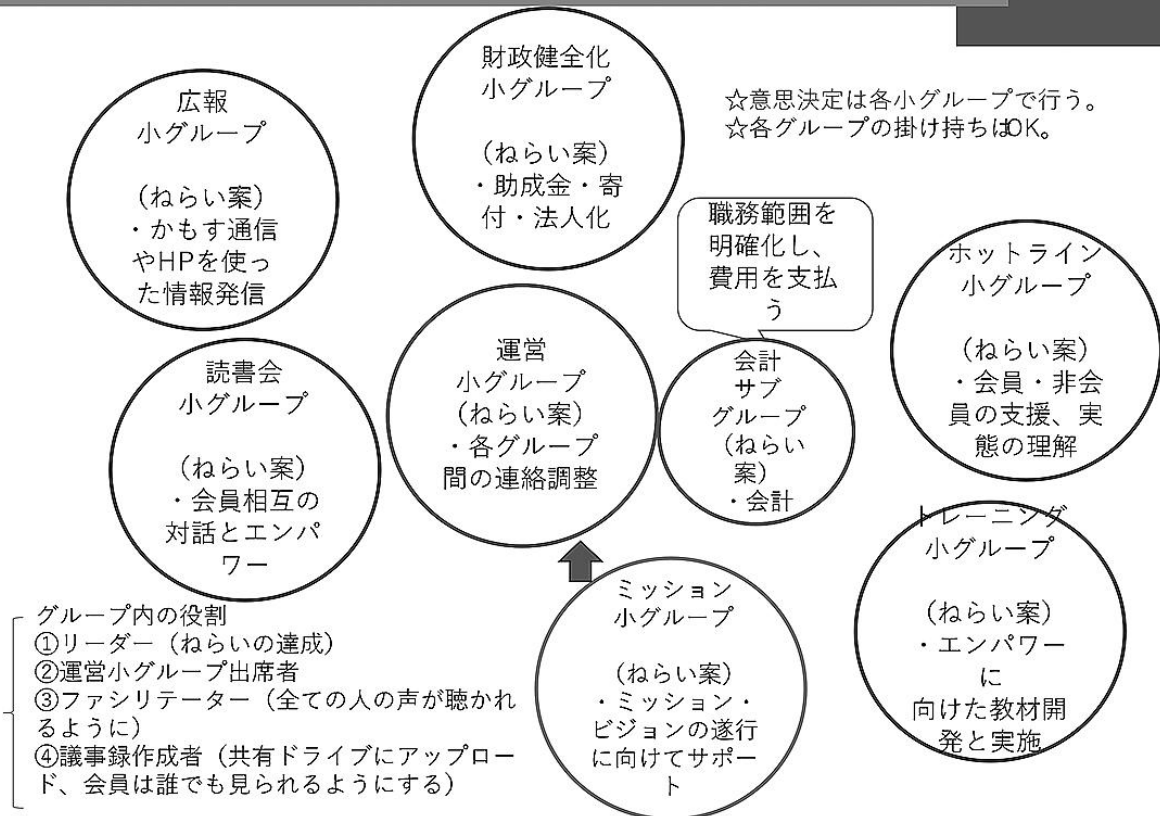 広報
小グループ
（ねらい案）
・かもす通信
やHPを使っ
た情報発信
財政健全化
小グループ
（ねらい案）
・助成金・寄
付・法人化
☆意思決定は各小グループで行う。
☆各グループの掛け持ちはOK。
職務範囲を
明確化し、
費用を支払
う
ホットライン
小グループ
（ねらい案）
・会員・非会
員の支援、実
態の理解
読書会
小グループ
（ねらい案）
・会員相互の
対話とエンパ
ワー
運営
小グループ
（ねらい案）
・各グループ
間の連絡調整
会計
サブ
グループ
（ねらい
案）
・会計
トレーニング
小グループ
（ねらい案）
・エンパワー
に
向けた教材開
発と実施
ミッション
小グループ
（ねらい案）
・ミッション・
ビジョンの遂行
に向けてサポー
ト
グループ内の役割
①リーダー（ねらいの達成）
②運営小グループ出席者
③ファシリテーター（全ての人の声が聴かれ
るように）
④議事録作成者（共有ドライブにアップロー
ド、会員は誰でも見られるようにする）